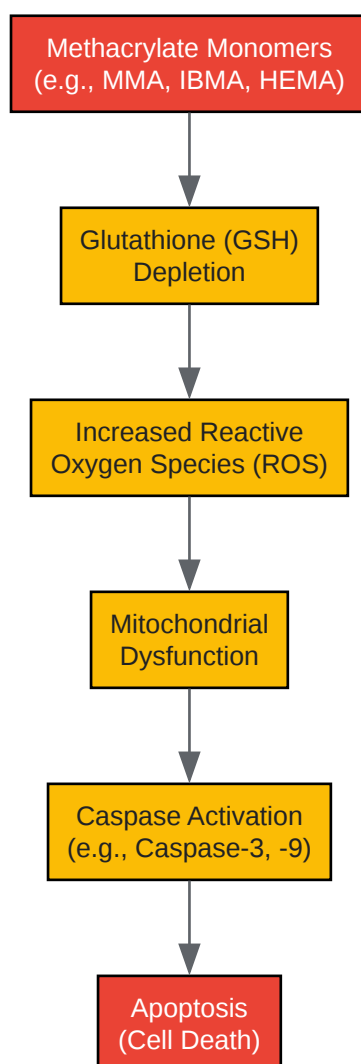 Methacrylate Monomers
(e.g., MMA, IBMA, HEMA)
Glutathione (GSH)
Depletion
Increased Reactive
Oxygen Species (ROS)
Mitochondrial
Dysfunction
Caspase Activation
(e.g., Caspase-3, -9)
Apoptosis
(Cell Death)